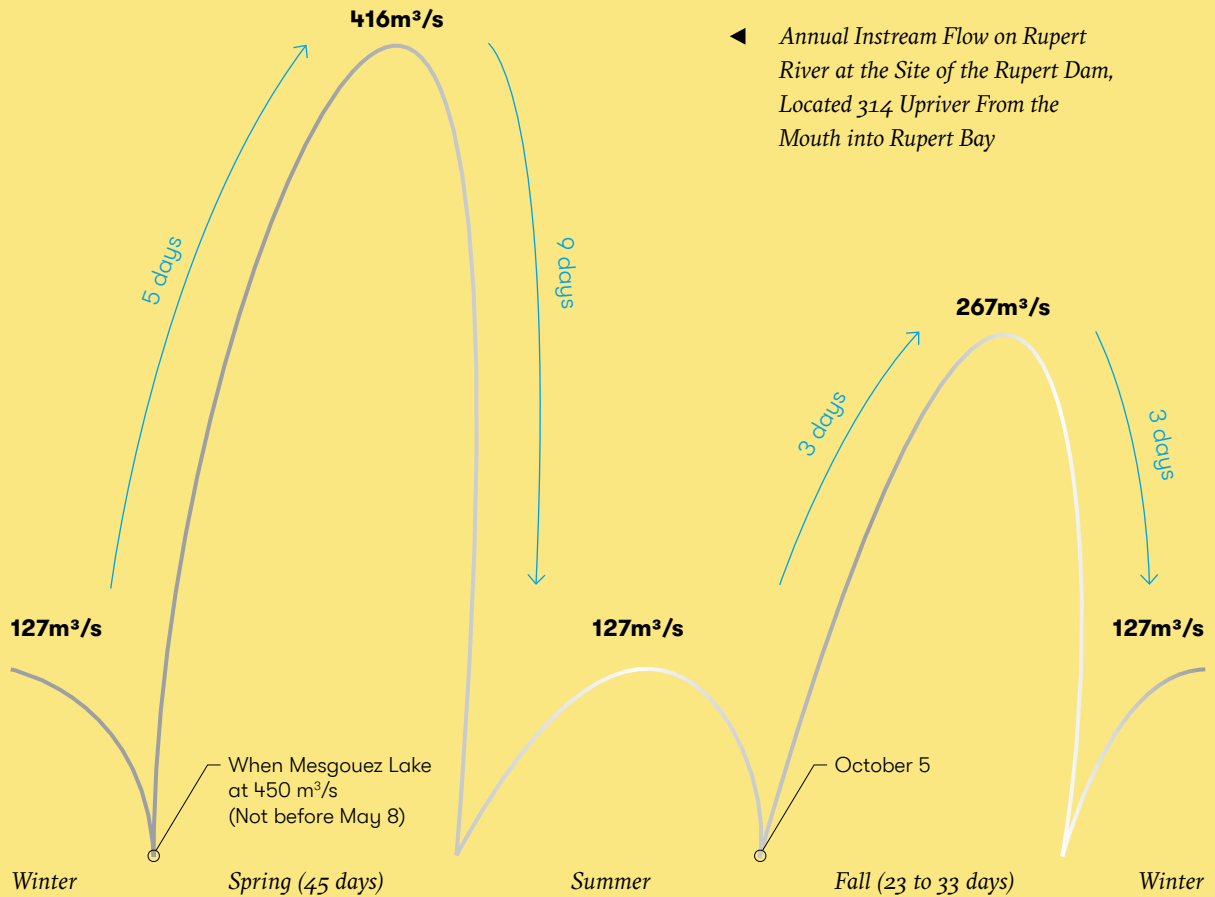 416m³/s
◄ Annual Instream Flow on Rupert
River at the Site of the Rupert Dam,
Located 314 Upriver From the
Mouth into Rupert Bay
5 days
9 days
267m³/s
3 days
3 days
127m³/s
127m³/s
127m³/s
When Mesgouez Lake
at 450 m³/s
(Not before May 8)
October 5
Winter
Spring (45 days)
Summer
Fall (23 to 33 days)
Winter